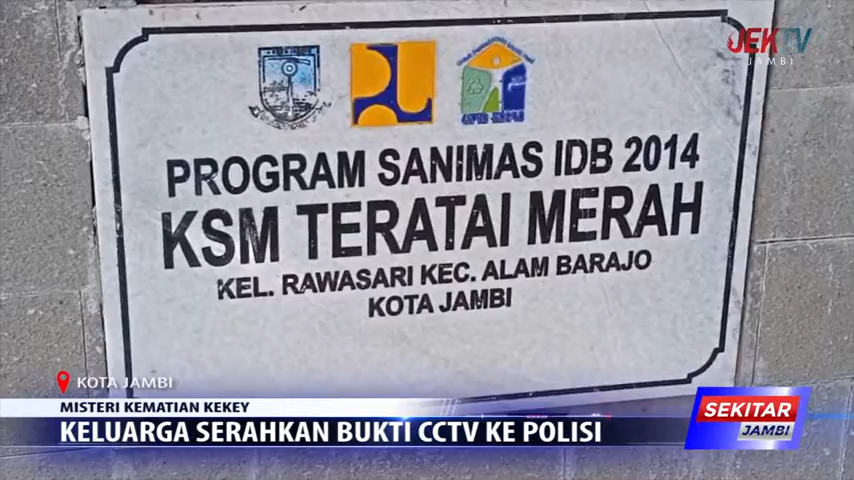 JEKTV
JAMBI
PROGRAM SANIMAS IDB 2014
KSM TERATAI MERAH
KEL. RAWASARI KEC. ALAM BARAJO
KOTA JAMBI
KOTA JAMBI
MISTERI KEMATIAN KEKEY
KELUARGA SERAHKAN BUKTI CCTV KE POLISI
SEKITAR
JAMBI